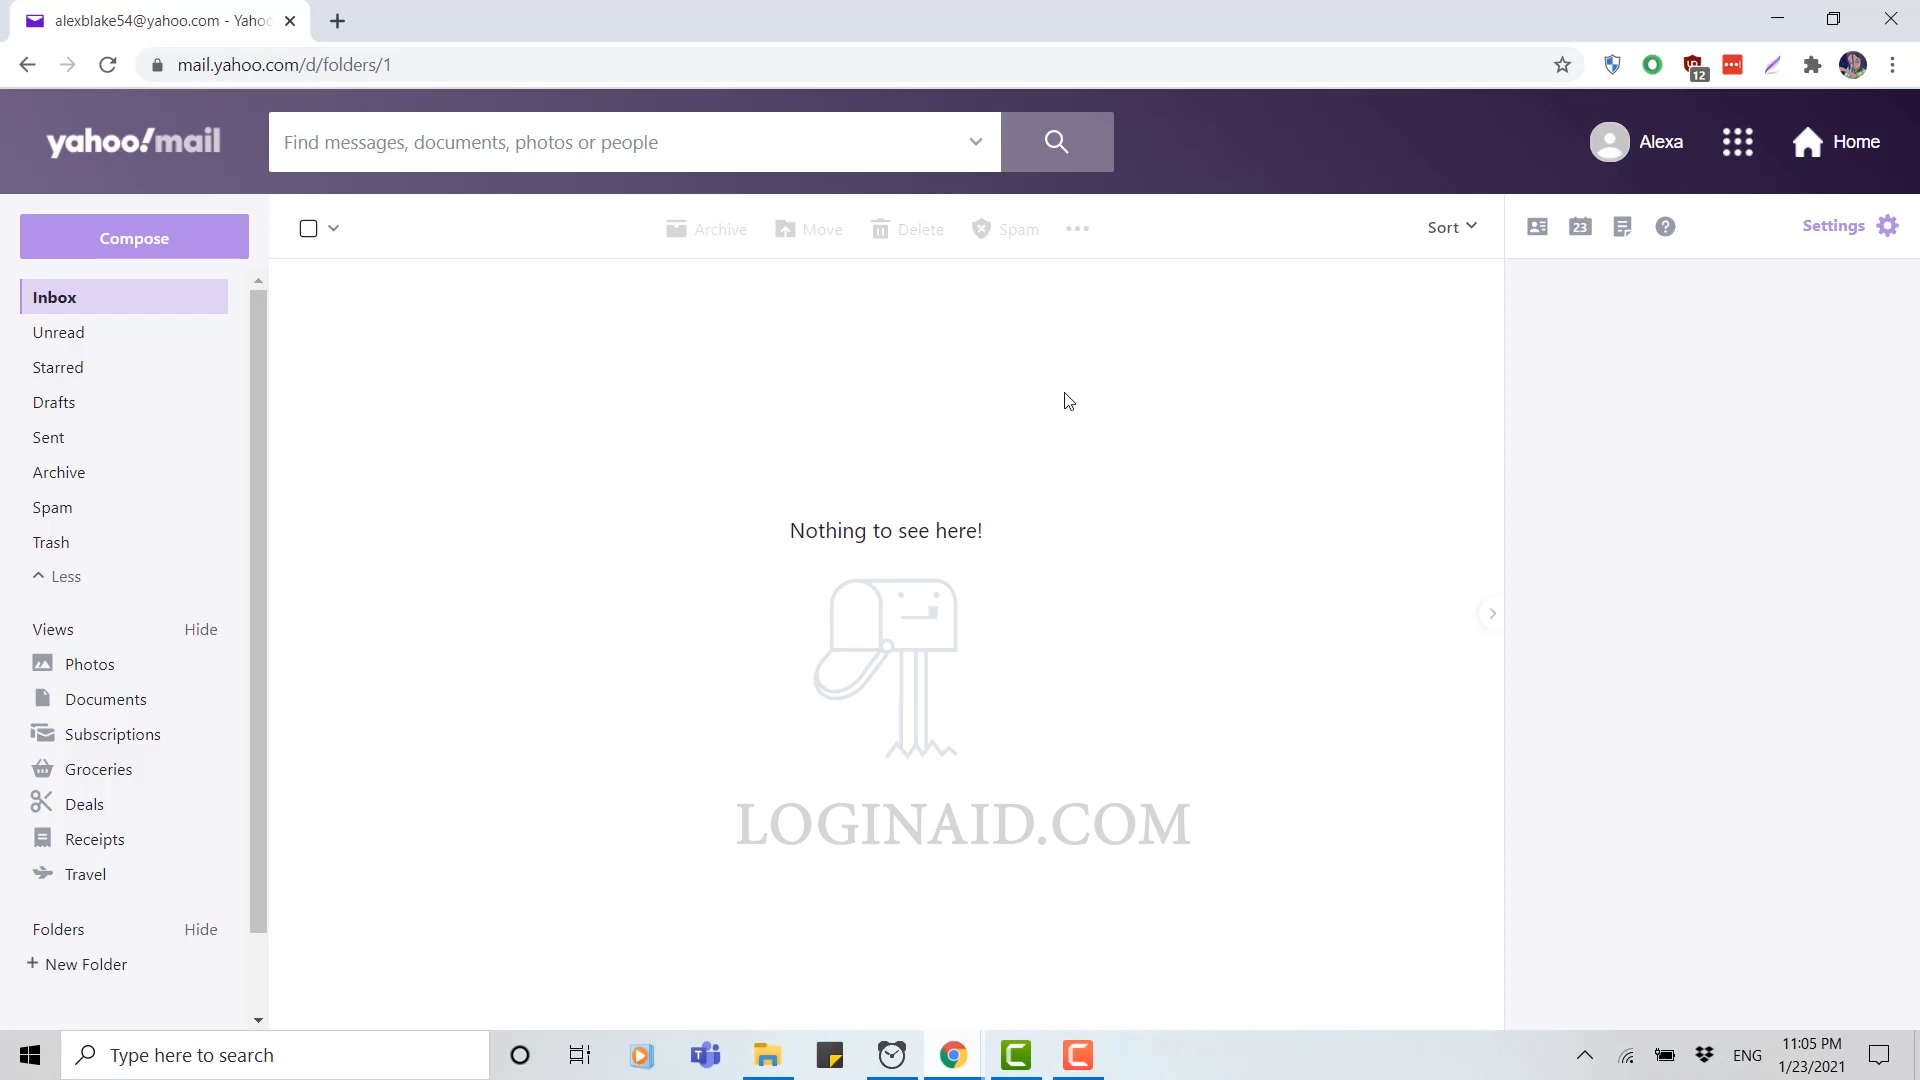 alexblake54@yahoo.com - Yahoo
mail.yahoo.com/d/folders/1
12
yahoo!mail
Find messages, documents, photos or people
Alexa
Home
Compose
Archive
Move
Delete
Spam
Sort
23
Settings
Inbox
Unread
Starred
Drafts
Sent
Archive
Spam
Trash
Less
Views Hide
Photos
Documents
Subscriptions
Groceries
Deals
Receipts
Travel
Folders Hide
+ New Folder
Nothing to see here!
LOGINAID.COM
Type here to search
ENG
11:05 PM
1/23/2021